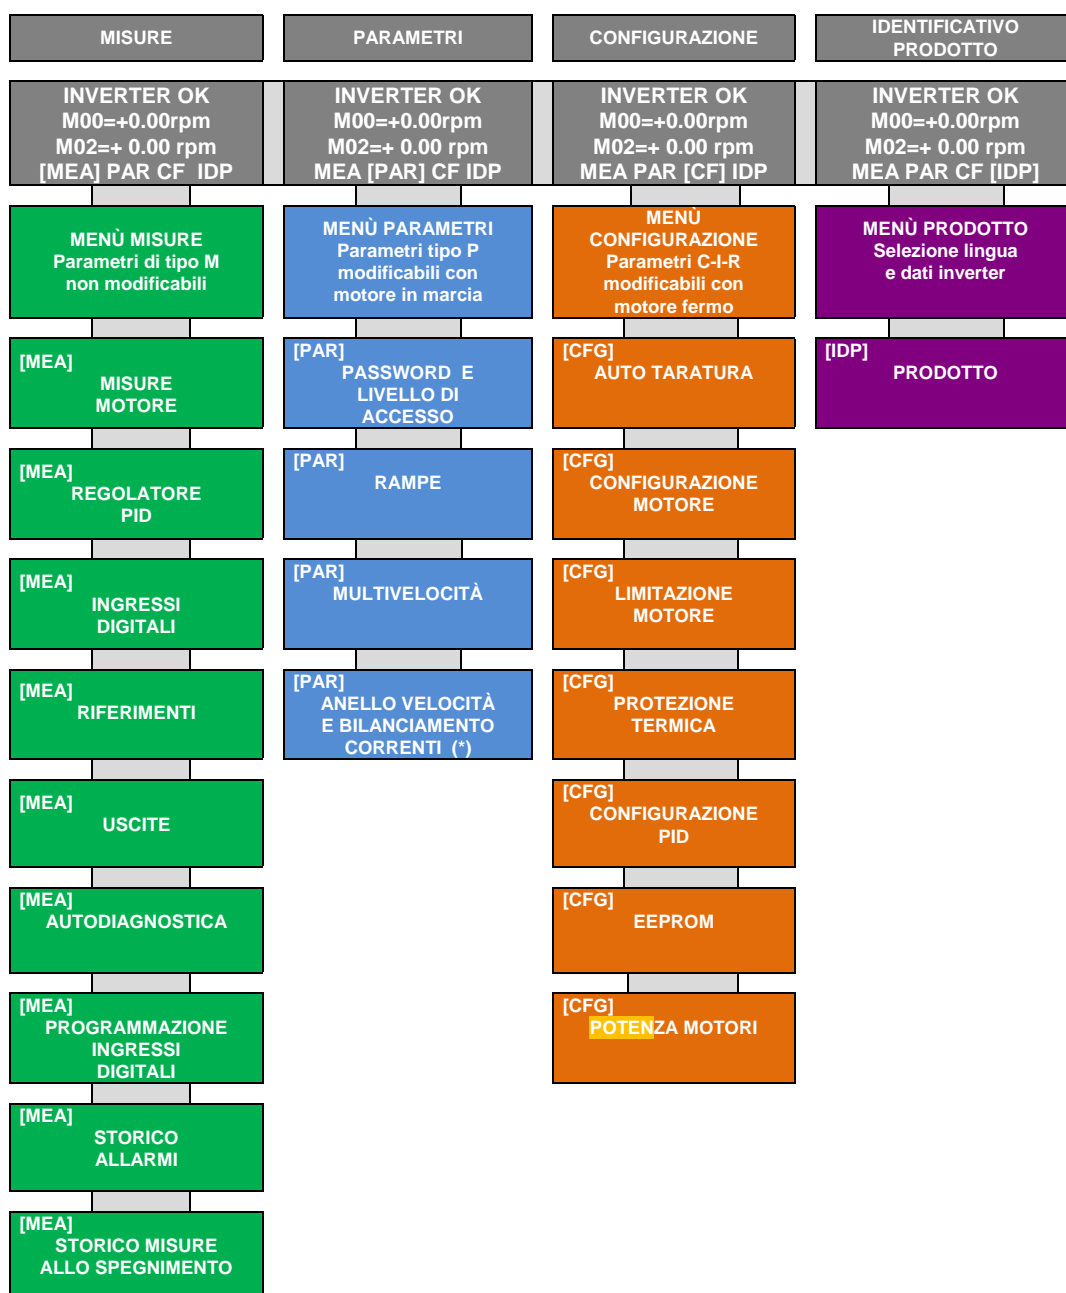 MISURE
PARAMETRI
CONFIGURAZIONE
IDENTIFICATIVO
PRODOTTO
INVERTER OK
M00=+0.00rpm
M02=+ 0.00 rpm
[MEA] PAR CF  IDP
INVERTER OK
M00=+0.00rpm
M02=+ 0.00 rpm
MEA [PAR] CF IDP
INVERTER OK
M00=+0.00rpm
M02=+ 0.00 rpm
MEA PAR [CF] IDP
INVERTER OK
M00=+0.00rpm
M02=+ 0.00 rpm
MEA PAR CF [IDP]
MENÙ MISURE
Parametri di tipo M
non modificabili
MENÙ PARAMETRI
Parametri tipo P
modificabili con
motore in marcia
MENÙ
CONFIGURAZIONE
Parametri C-I-R
modificabili con
motore fermo
MENÙ PRODOTTO
Selezione lingua
e dati inverter
[MEA]
MISURE
MOTORE
[PAR]
PASSWORD  E
LIVELLO DI
ACCESSO
[CFG]
AUTO TARATURA
[IDP]
PRODOTTO
[MEA]
REGOLATORE
PID
[PAR]
RAMPE
[CFG]
CONFIGURAZIONE
MOTORE
[MEA]
INGRESSI
DIGITALI
[PAR]
MULTIVELOCITÀ
[CFG]
LIMITAZIONE
MOTORE
[MEA]
RIFERIMENTI
[PAR]
ANELLO VELOCITÀ
E BILANCIAMENTO
CORRENTI  (*)
[CFG]
PROTEZIONE
TERMICA
[MEA]
USCITE
[CFG]
CONFIGURAZIONE
PID
[MEA]
AUTODIAGNOSTICA
[CFG]
EEPROM
[MEA]
PROGRAMMAZIONE
INGRESSI
DIGITALI
[CFG]
POTENZA MOTORI
[MEA]
STORICO
ALLARMI
[MEA]
STORICO MISURE
ALLO SPEGNIMENTO